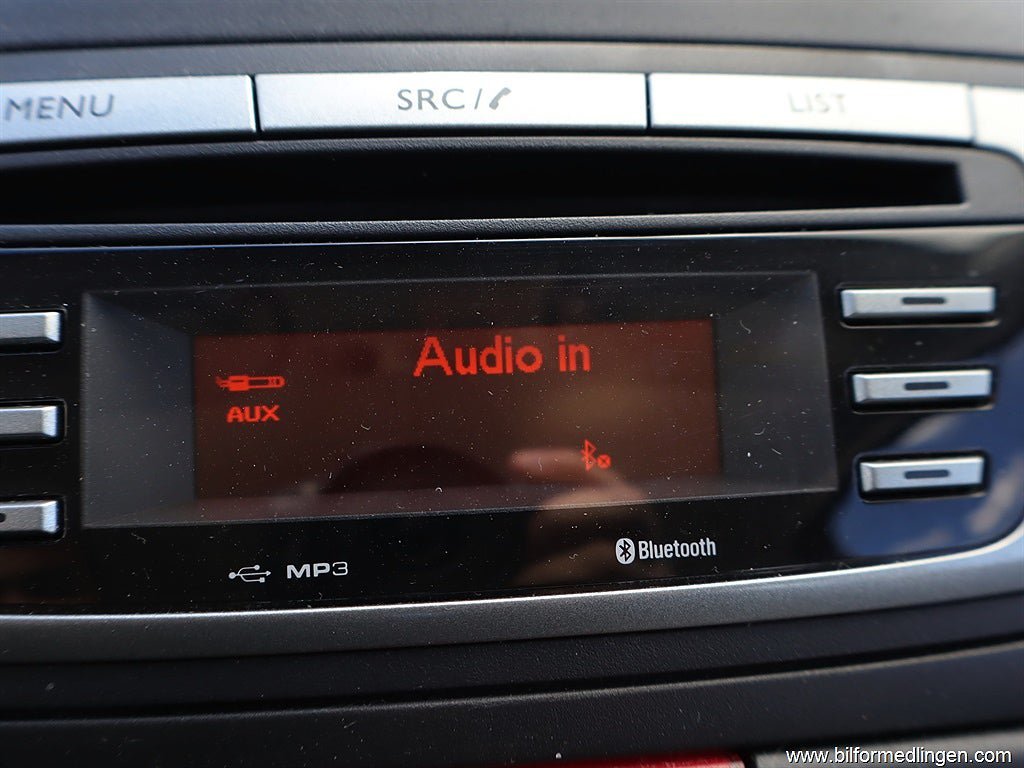 MENU
SRC/
LIST
Audio in
AUX
MP3
Bluetooth
www.bilformedlingen.com